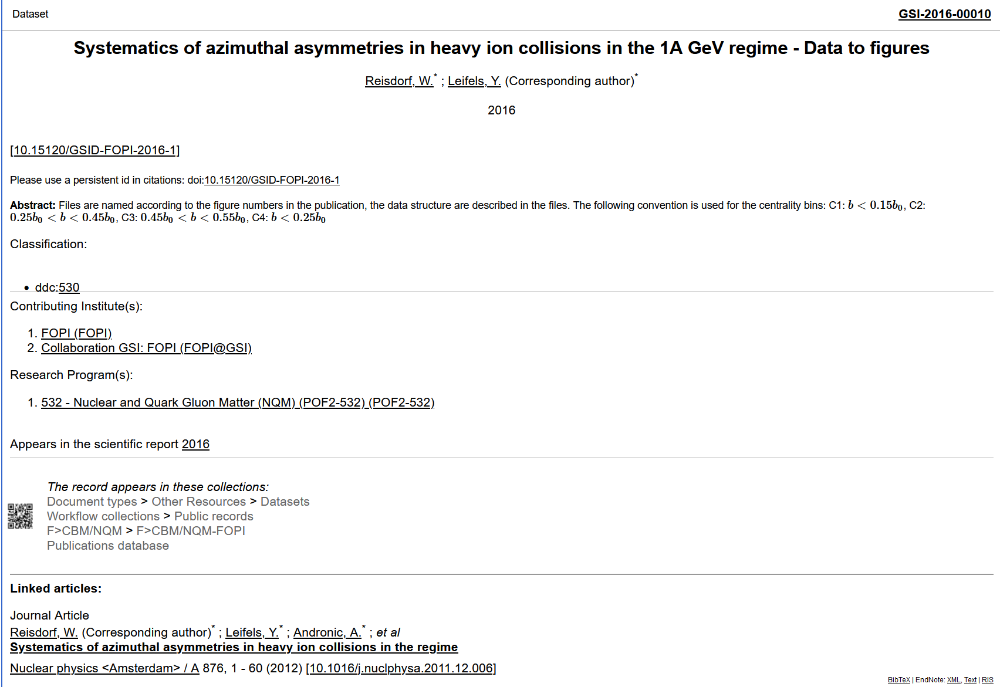 Dataset
GSI-2016-00010
Systematics of azimuthal asymmetries in heavy ion collisions in the 1A GeV regime - Data to figures
Reisdorf, W.* ; Leifels, Y. (Corresponding author)*
2016
[10.15120/GSID-FOPI-2016-1]
Please use a persistent id in citations: doi:10.15120/GSID-FOPI-2016-1
Abstract: Files are named according to the figure numbers in the publication, the data structure are described in the files. The following convention is used for the centrality bins: C1: b < 0.15b₀, C2:
0.25b₀ < b < 0.45b₀, C3: 0.45b₀ < b < 0.55b₀, C4: b < 0.25b₀
Classification:
• ddc:530
Contributing Institute(s):
1. FOPI (FOPI)
2. Collaboration GSI: FOPI (FOPI@GSI)
Research Program(s):
1. 532 - Nuclear and Quark Gluon Matter (NQM) (POF2-532) (POF2-532)
Appears in the scientific report 2016
The record appears in these collections:
Document types > Other Resources > Datasets
Workflow collections > Public records
F>CBM/NQM > F>CBM/NQM-FOPI
Publications database
Linked articles:
Journal Article
Reisdorf, W. (Corresponding author)* ; Leifels, Y.* ; Andronic, A.* ; et al
Systematics of azimuthal asymmetries in heavy ion collisions in the regime
Nuclear physics <Amsterdam> / A 876, 1 - 60 (2012) [10.1016/j.nuclphysa.2011.12.006]
BibTeX | EndNote: XML, Text | RIS